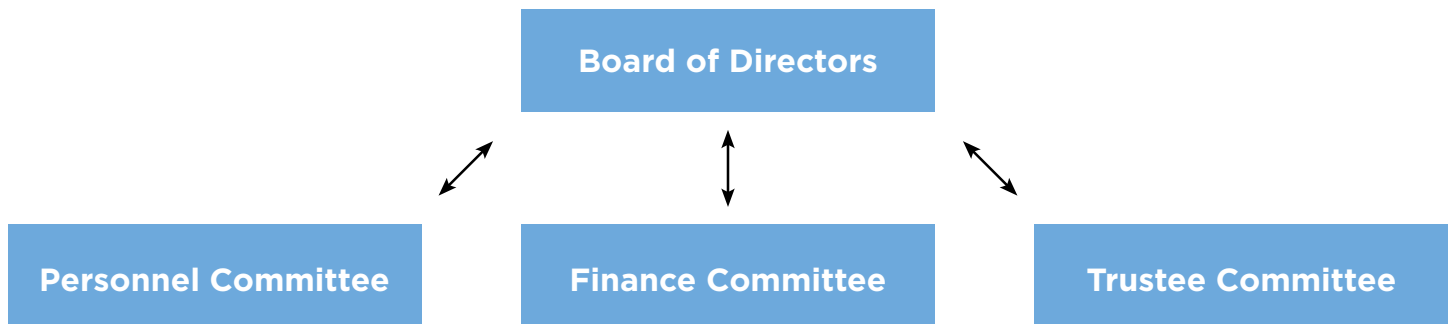 Board of Directors
Personnel Committee
Finance Committee
Trustee Committee